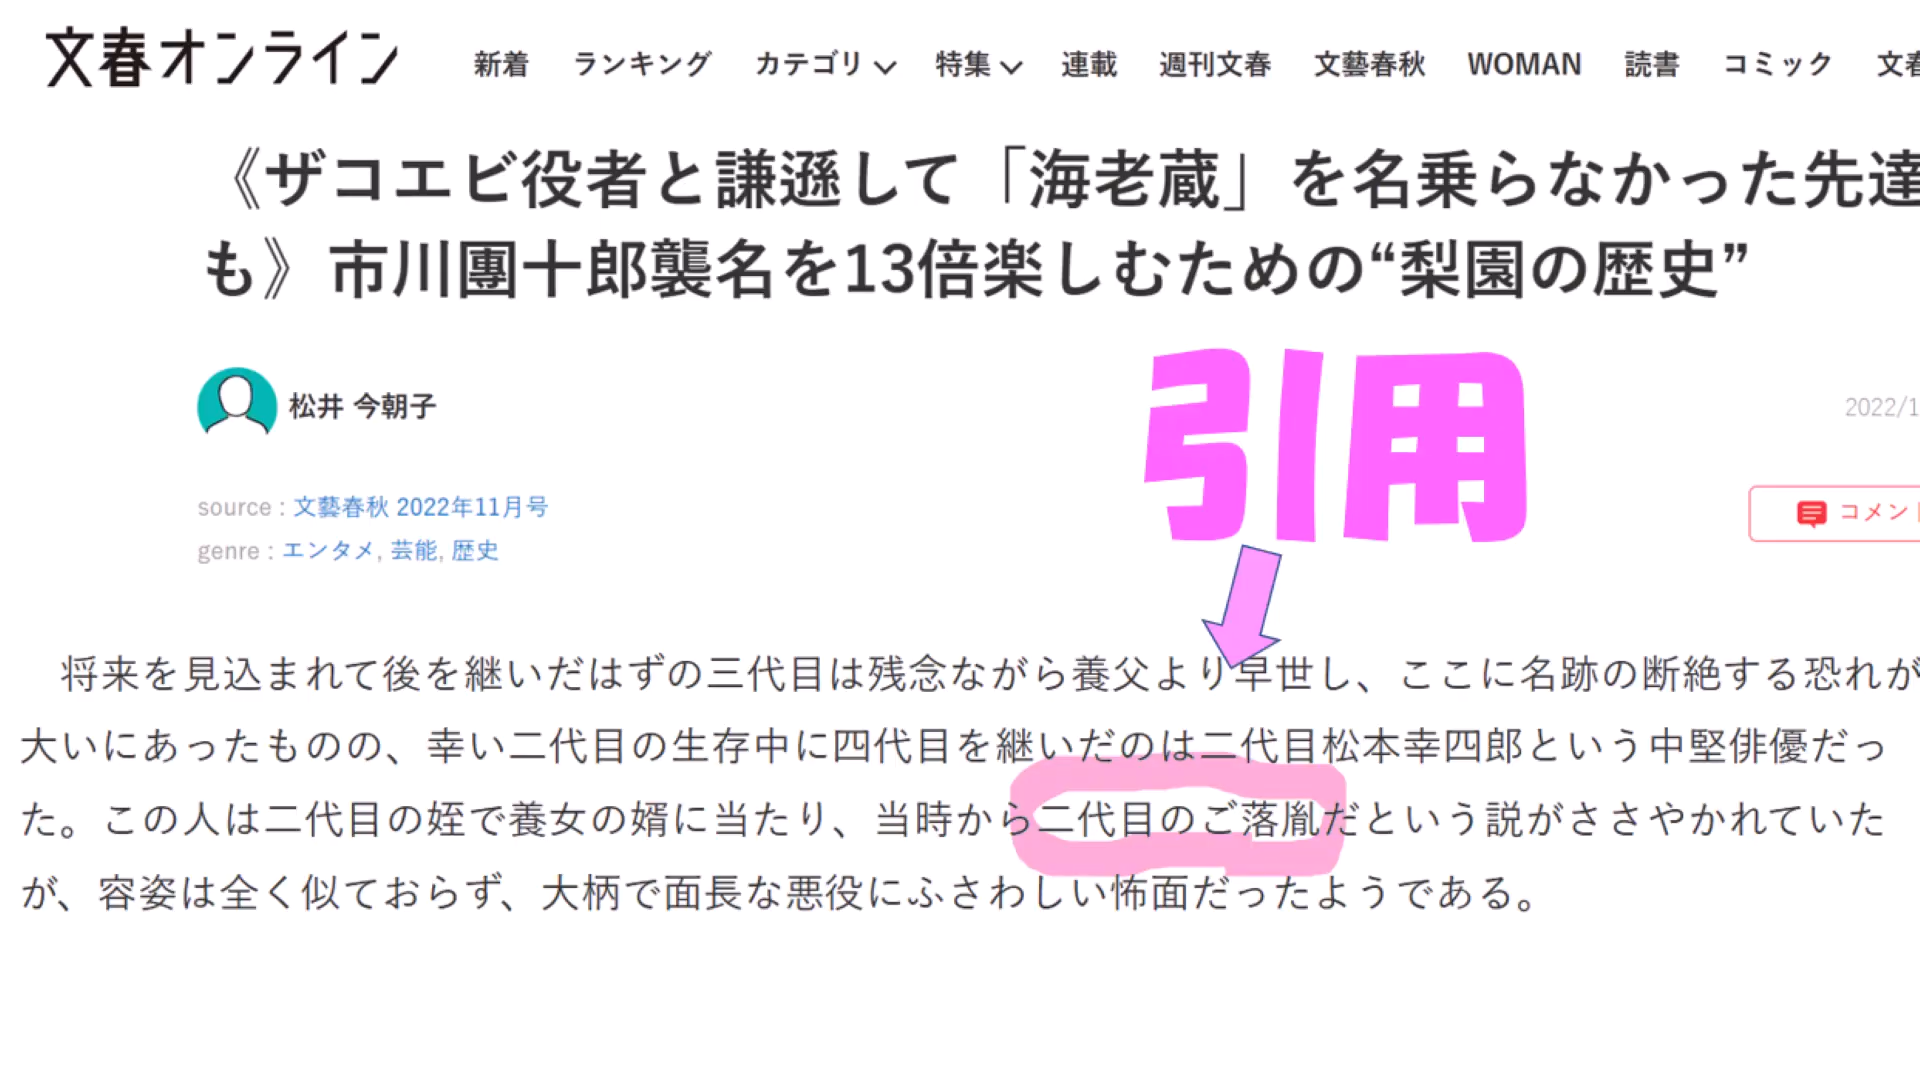 文春オンライン
新着 ランキング カテゴリ 特集 連載 週刊文春 文藝春秋 WOMAN 読書 コミック 文春
《ザコエビ役者と謙遜して「海老蔵」を名乗らなかった先達
も》市川團十郎襲名を13倍楽しむための“梨園の歴史”
引用
松井 今朝子
2022/1
source : 文藝春秋 2022年11月号
コメント
genre : エンタメ, 芸能, 歴史
将来を見込まれて後を継いだはずの三代目は残念ながら養父より早世し、ここに名跡の断絶する恐れが
大いにあったものの、幸い二代目の生存中に四代目を継いだのは二代目松本幸四郎という中堅俳優だっ
た。この人は二代目の姪で養女の婿に当たり、当時から二代目のご落胤だという説がささやかれていた
が、容姿は全く似ておらず、大柄で面長な悪役にふさわしい怖面だったようである。